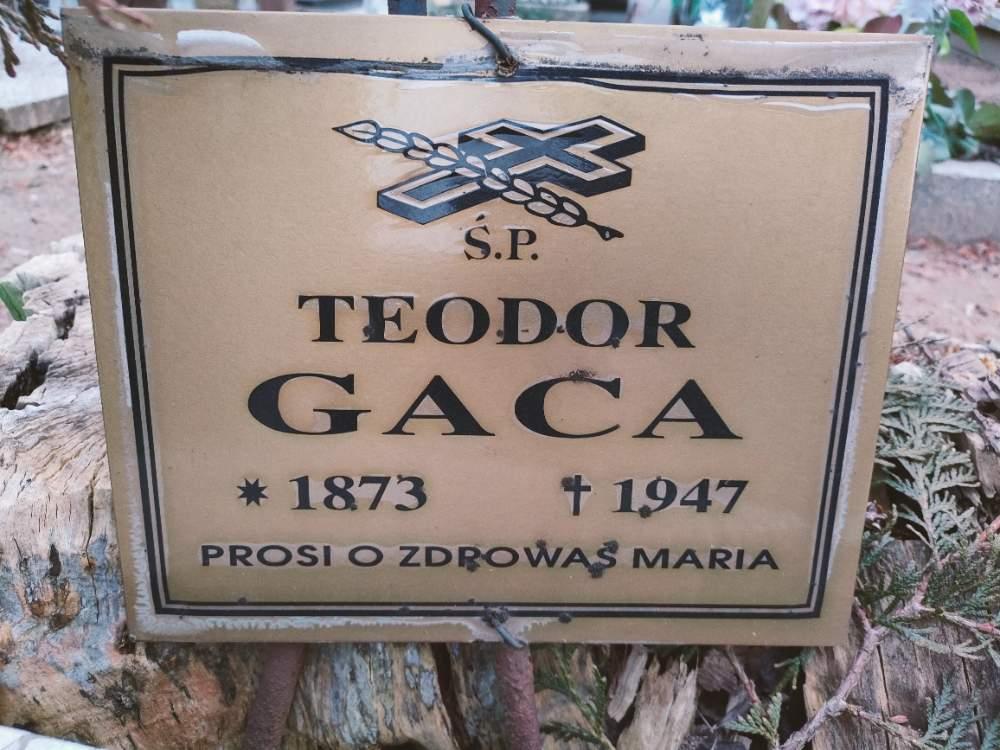 Ś.P.
TEODOR
GACA
* 1873 † 1947
PROSI O ZDROWAŚ MARIA